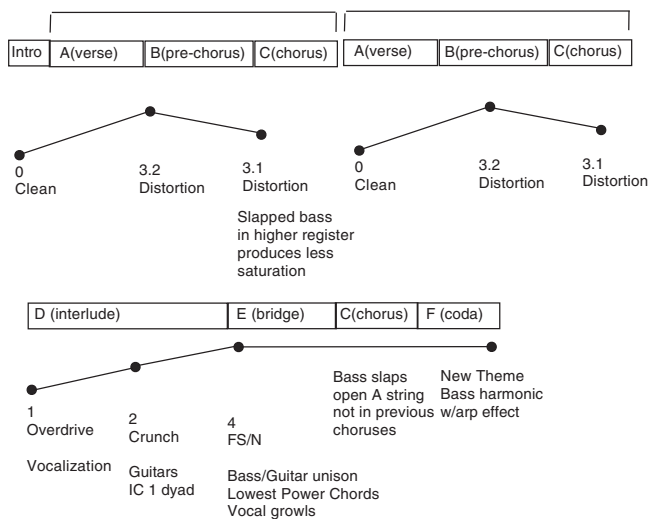 Intro A(verse) B(pre-chorus) C(chorus) A(verse) B(pre-chorus) C(chorus)
0
Clean
3.2
Distortion
3.1
Distortion
Slapped bass
in higher register
produces less
saturation
0
Clean
3.2
Distortion
3.1
Distortion
D (interlude) E (bridge) C(chorus) F (coda)
1
Overdrive
Vocalization
2
Crunch
Guitars
IC 1 dyad
4
FS/N
Bass/Guitar unison
Lowest Power Chords
Vocal growls
Bass slaps
open A string
not in previous
choruses
New Theme
Bass harmonic
w/arp effect